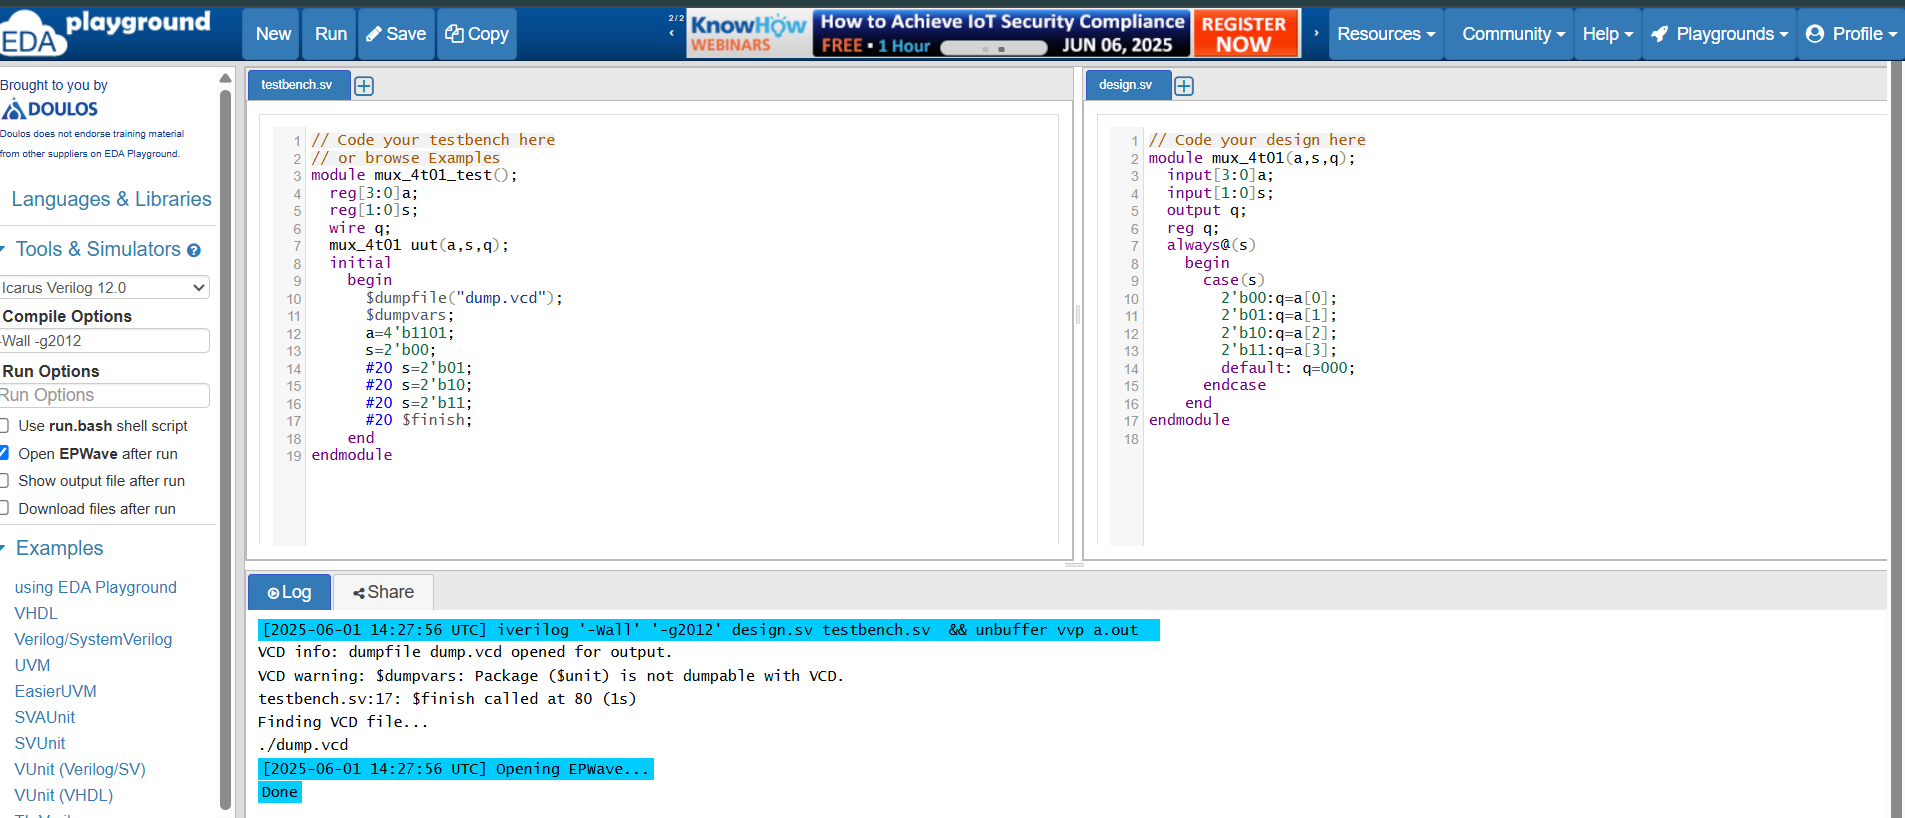 EDA playground
New
Run
Save
Copy
2/2
KnowHow
WEBINARS
How to Achieve IoT Security Compliance
FREE • 1 Hour
JUN 06, 2025
REGISTER
NOW
Resources
Community
Help
Playgrounds
Profile
Brought to you by
DOULOS
Doulos does not endorse training material
from other suppliers on EDA Playground.
Languages & Libraries
Tools & Simulators
Icarus Verilog 12.0
Compile Options
-Wall -g2012
Run Options
Run Options
Use run.bash shell script
Open EPWave after run
Show output file after run
Download files after run
Examples
using EDA Playground
VHDL
Verilog/SystemVerilog
UVM
EasierUVM
SVAUnit
SVUnit
VUnit (Verilog/SV)
VUnit (VHDL)
testbench.sv
1 // Code your testbench here
2 // or browse Examples
3 module mux_4t01_test();
4 reg[3:0]a;
5 reg[1:0]s;
6 wire q;
7 mux_4t01 uut(a,s,q);
8 initial
9 begin
10 $dumpfile("dump.vcd");
11 $dumpvars;
12 a=4'b1101;
13 s=2'b00;
14 #20 s=2'b01;
15 #20 s=2'b10;
16 #20 s=2'b11;
17 #20 $finish;
18 end
19 endmodule
design.sv
1 // Code your design here
2 module mux_4t01(a,s,q);
3 input[3:0]a;
4 input[1:0]s;
5 output q;
6 reg q;
7 always@(s)
8 begin
9 case(s)
10 2'b00:q=a[0];
11 2'b01:q=a[1];
12 2'b10:q=a[2];
13 2'b11:q=a[3];
14 default: q=000;
15 endcase
16 end
17 endmodule
18
Log
Share
[2025-06-01 14:27:56 UTC] iverilog '-Wall' '-g2012' design.sv testbench.sv && unbuffer vvp a.out
VCD info: dumpfile dump.vcd opened for output.
VCD warning: $dumpvars: Package ($unit) is not dumpable with VCD.
testbench.sv:17: $finish called at 80 (1s)
Finding VCD file...
./dump.vcd
[2025-06-01 14:27:56 UTC] Opening EPWave...
Done